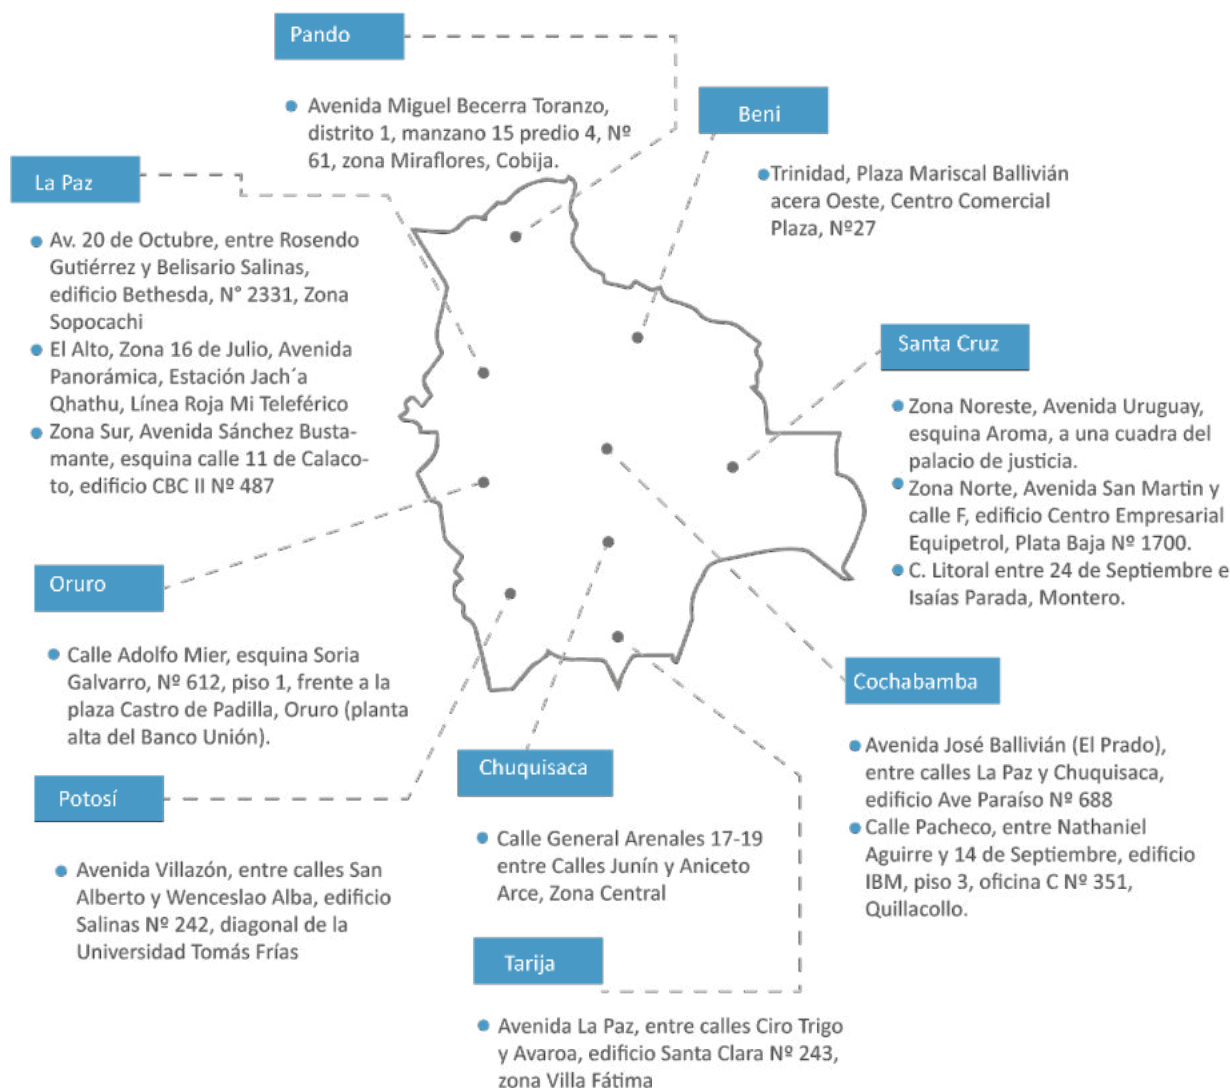 Pando
Avenida Miguel Becerra Toranzo,
distrito 1, manzano 15 predio 4, Nº
61, zona Miraflores, Cobija.
Beni
Trinidad, Plaza Mariscal Ballivián
acera Oeste, Centro Comercial
Plaza, Nº27
La Paz
Av. 20 de Octubre, entre Rosendo
Gutiérrez y Belisario Salinas,
edificio Bethesda, N° 2331, Zona
Sopocachi
El Alto, Zona 16 de Julio, Avenida
Panorámica, Estación Jach´a
Qhathu, Línea Roja Mi Teleférico
Zona Sur, Avenida Sánchez Busta-
mante, esquina calle 11 de Calaco-
to, edificio CBC II Nº 487
Santa Cruz
Zona Noreste, Avenida Uruguay,
esquina Aroma, a una cuadra del
palacio de justicia.
Zona Norte, Avenida San Martin y
calle F, edificio Centro Empresarial
Equipetrol, Plata Baja Nº 1700.
C. Litoral entre 24 de Septiembre e
Isaías Parada, Montero.
Oruro
Calle Adolfo Mier, esquina Soria
Galvarro, Nº 612, piso 1, frente a la
plaza Castro de Padilla, Oruro (planta
alta del Banco Unión).
Cochabamba
Avenida José Ballivián (El Prado),
entre calles La Paz y Chuquisaca,
edificio Ave Paraíso Nº 688
Calle Pacheco, entre Nathaniel
Aguirre y 14 de Septiembre, edificio
IBM, piso 3, oficina C Nº 351,
Quillacollo.
Potosí
Avenida Villazón, entre calles San
Alberto y Wenceslao Alba, edificio
Salinas Nº 242, diagonal de la
Universidad Tomás Frías
Chuquisaca
Calle General Arenales 17-19
entre Calles Junín y Aniceto
Arce, Zona Central
Tarija
Avenida La Paz, entre calles Ciro Trigo
y Avaroa, edificio Santa Clara Nº 243,
zona Villa Fátima